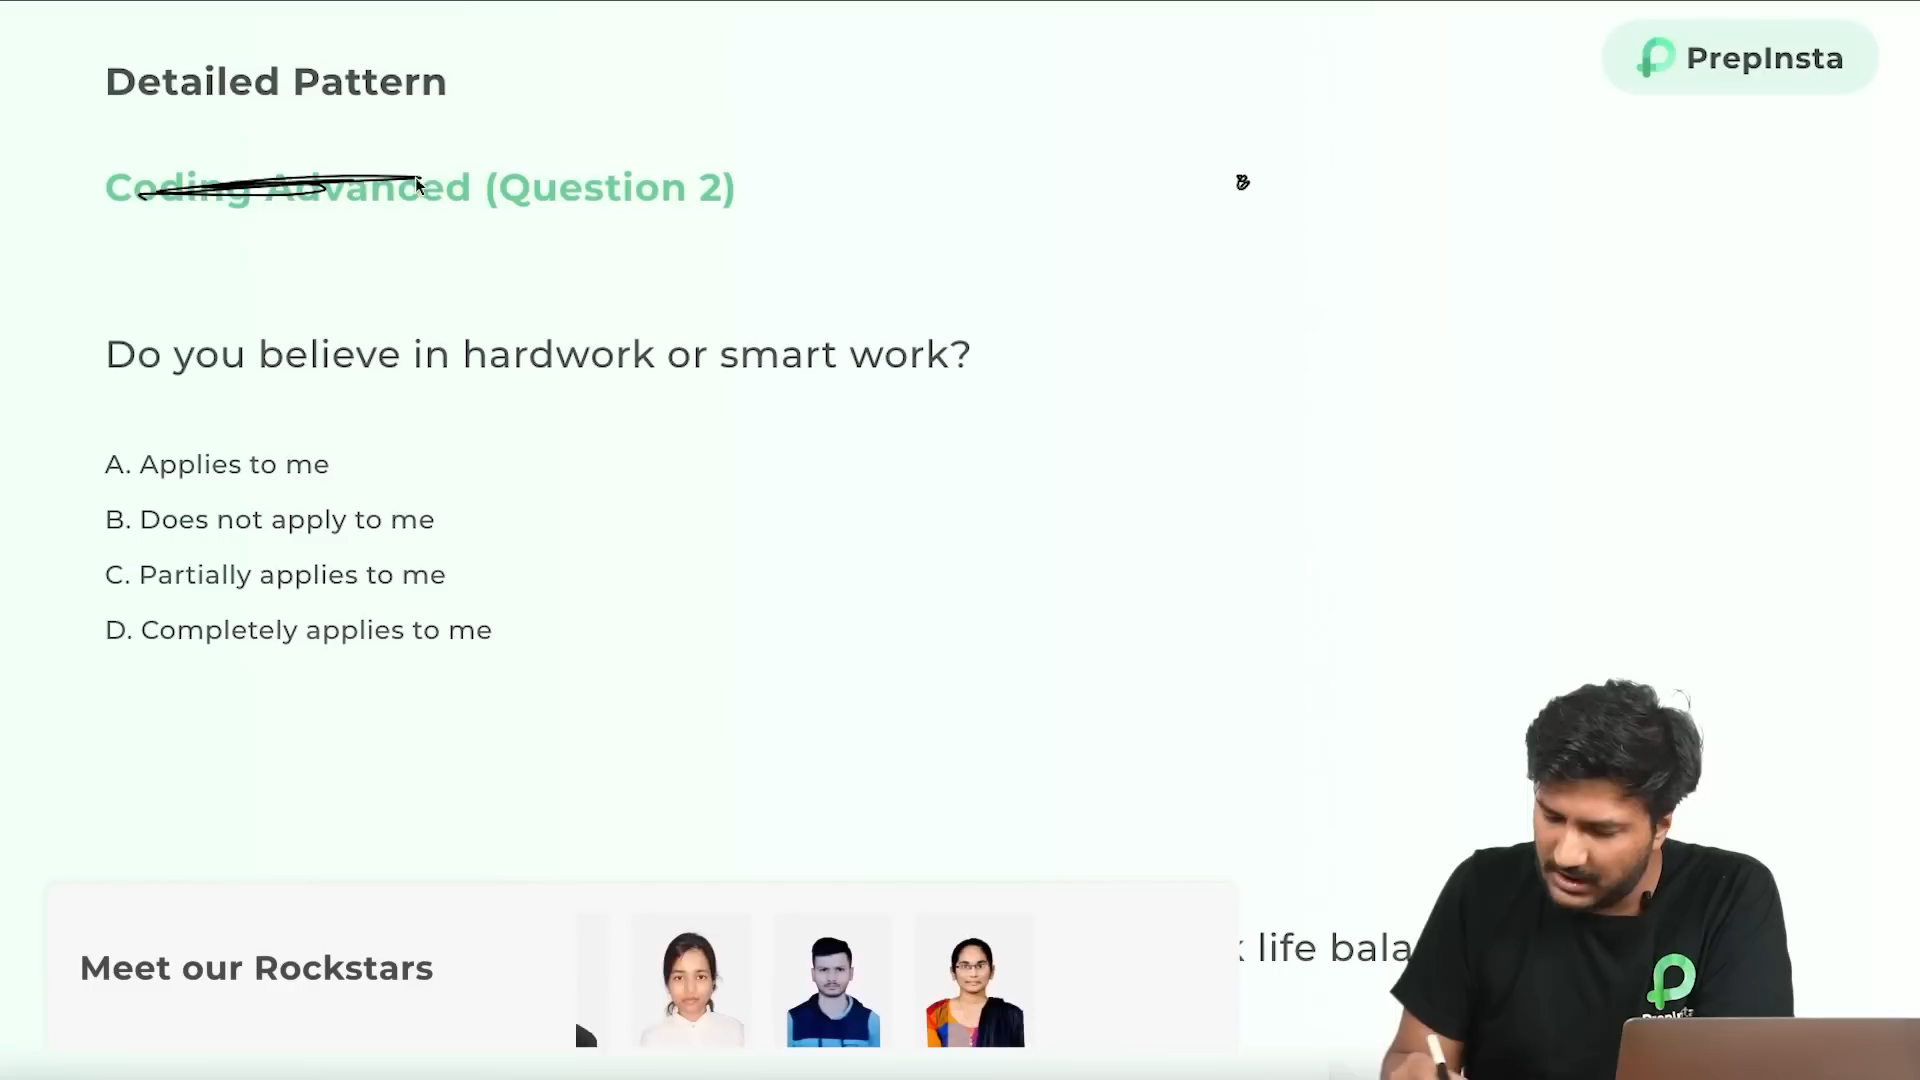 Detailed Pattern
PrepInsta
Coding Advanced (Question 2)
Do you believe in hardwork or smart work?
A. Applies to me
B. Does not apply to me
C. Partially applies to me
D. Completely applies to me
life bala
Meet our Rockstars